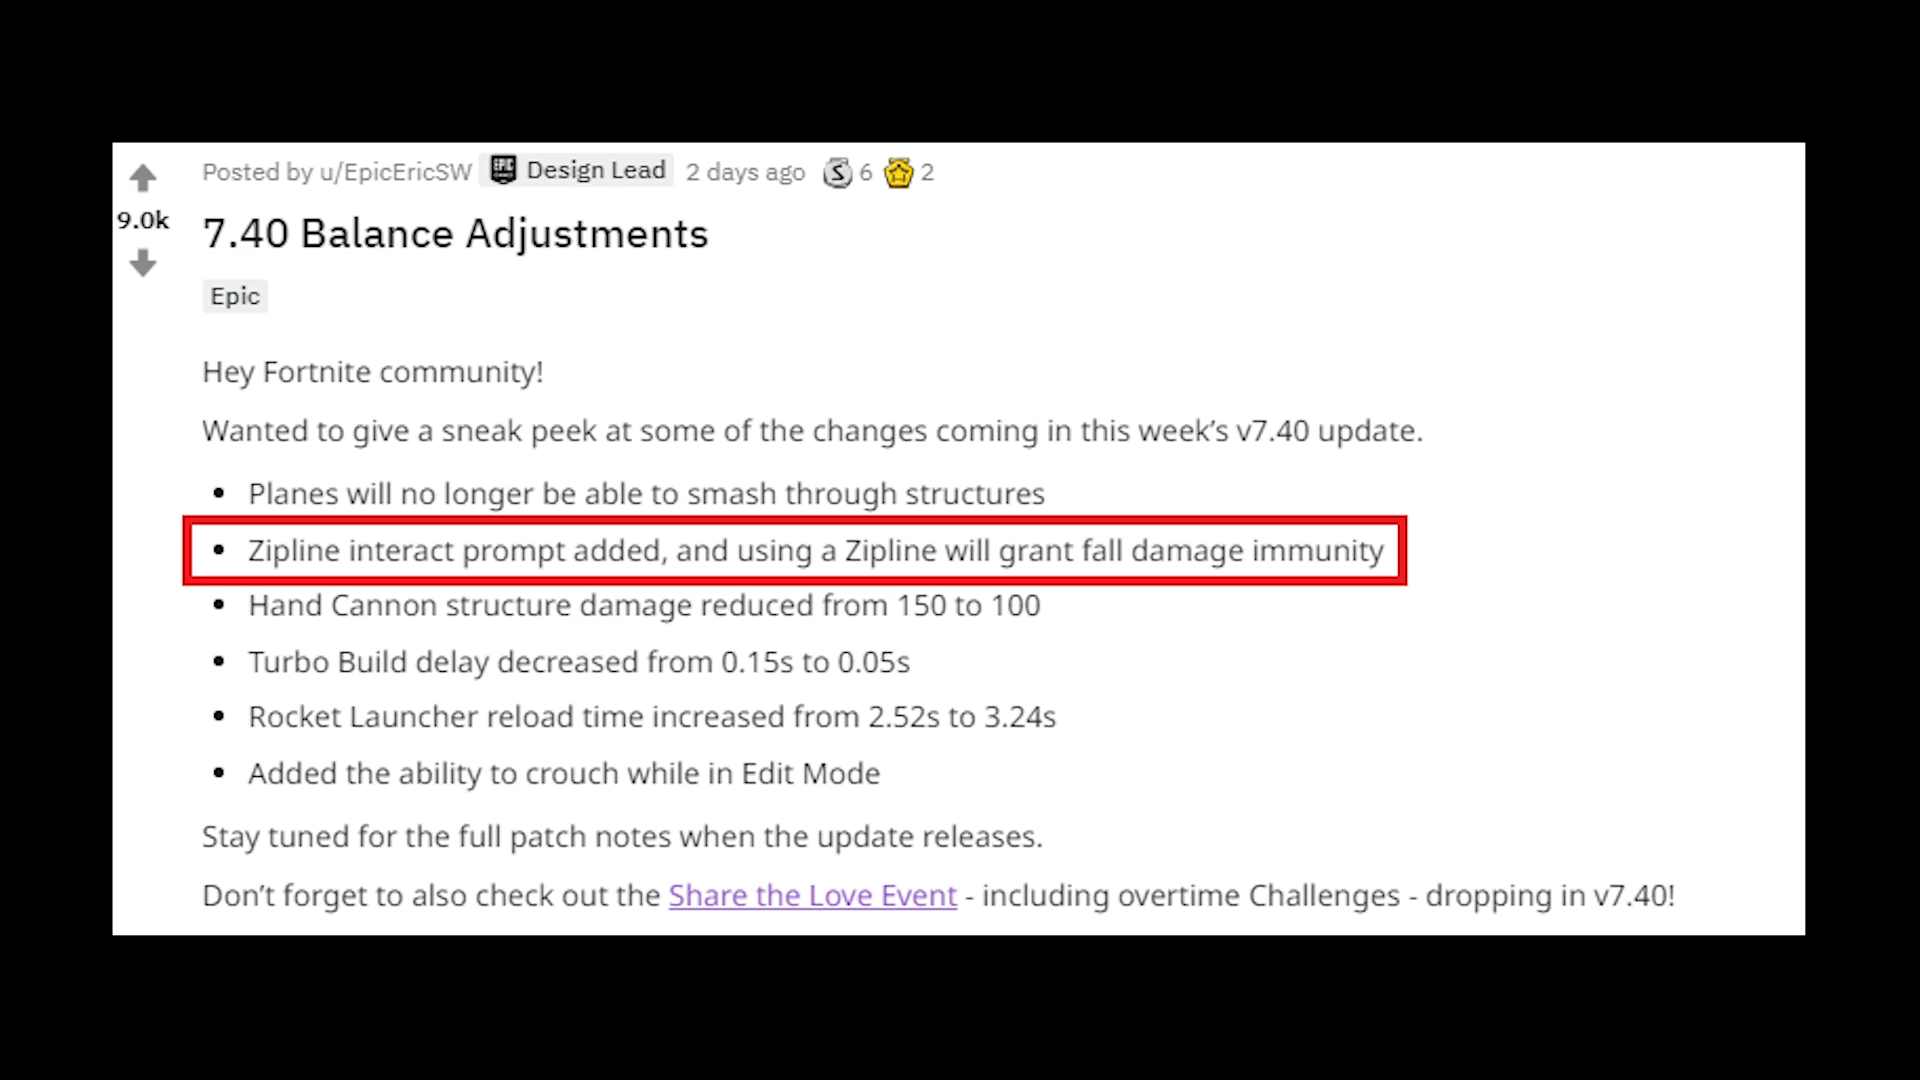 Posted by u/EpicEricSW EPIC GAMES Design Lead 2 days ago S 6 2
9.0k
7.40 Balance Adjustments
Epic
Hey Fortnite community!
Wanted to give a sneak peek at some of the changes coming in this week’s v7.40 update.
• Planes will no longer be able to smash through structures
• Zipline interact prompt added, and using a Zipline will grant fall damage immunity
• Hand Cannon structure damage reduced from 150 to 100
• Turbo Build delay decreased from 0.15s to 0.05s
• Rocket Launcher reload time increased from 2.52s to 3.24s
• Added the ability to crouch while in Edit Mode
Stay tuned for the full patch notes when the update releases.
Don’t forget to also check out the Share the Love Event - including overtime Challenges - dropping in v7.40!